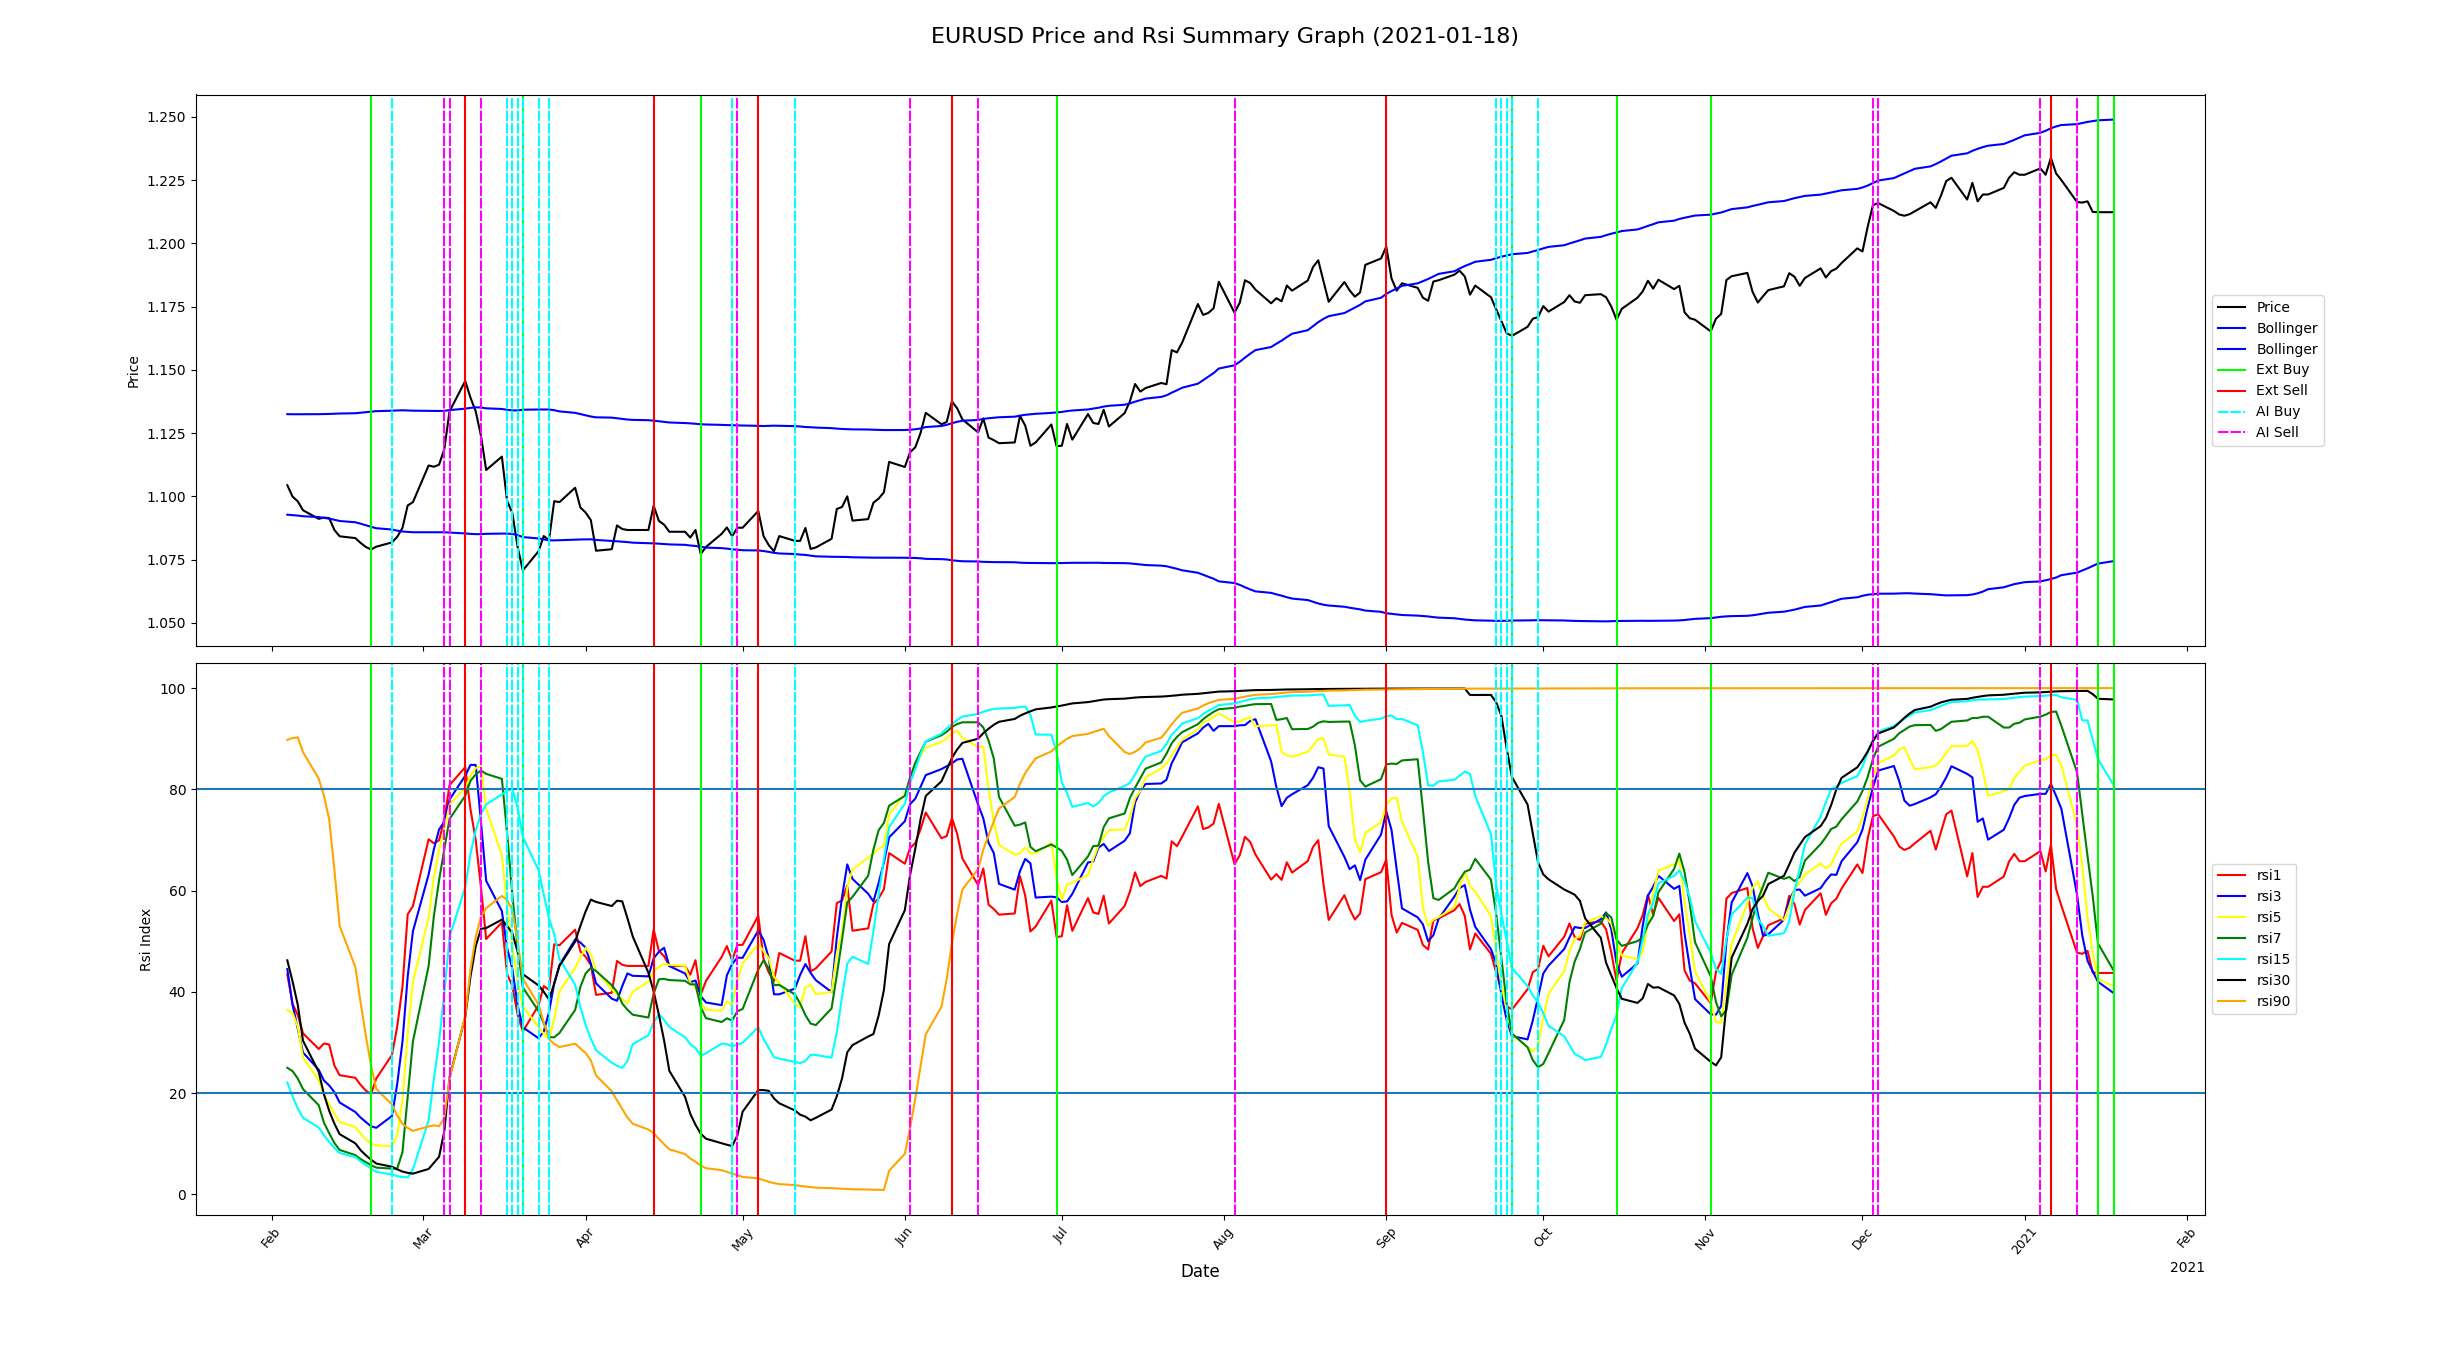 EURUSD Price and Rsi Summary Graph (2021-01-18)
1.250
1.225
1.200
1.175
1.150
1.125
1.100
1.075
1.050
Price
Price
Bollinger
Bollinger
Ext Buy
Ext Sell
AI Buy
AI Sell
100
80
60
40
20
0
Rsi Index
rsi1
rsi3
rsi5
rsi7
rsi15
rsi30
rsi90
Feb Mar Apr May Jun Jul Aug Sep Oct Nov Dec 2021 Feb
Date
2021